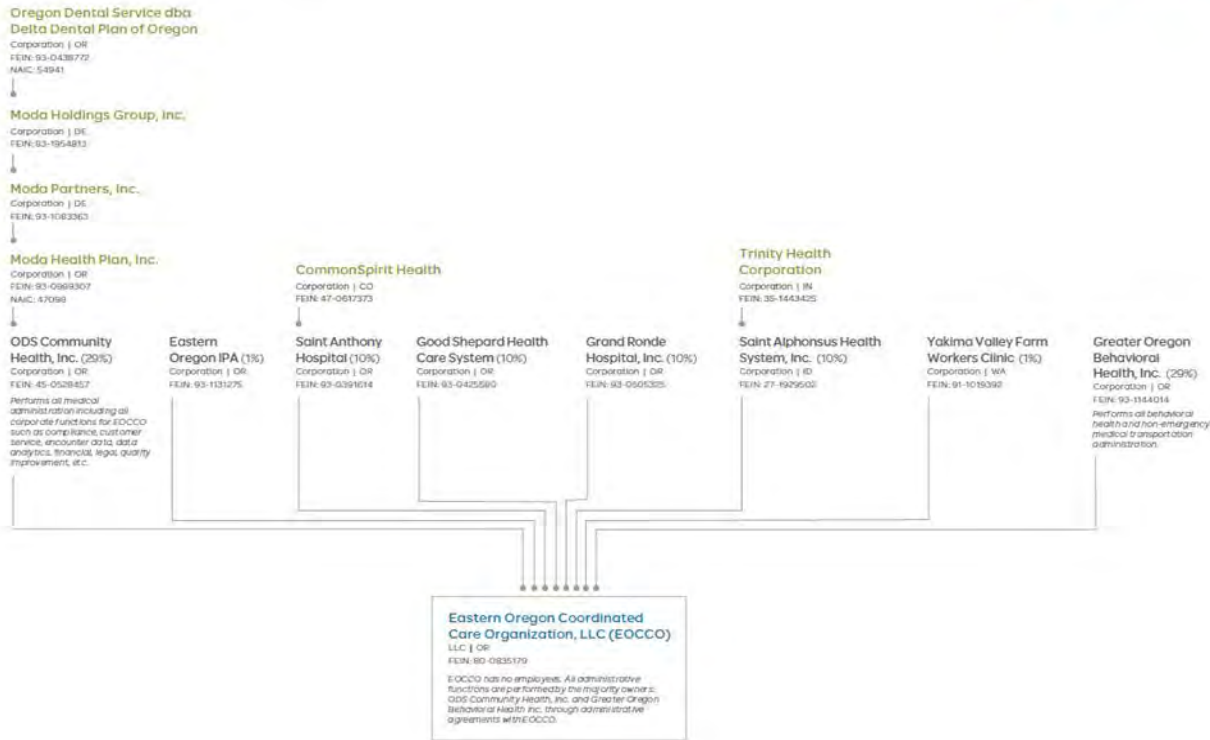 Oregon Dental Service dba
Delta Dental Plan of Oregon
Corporation | OR
FEIN: 93-0438772
NAIC: 54941
Moda Holdings Group, Inc.
Corporation | DE
FEIN: 93-1954813
Moda Partners, Inc.
Corporation | DE
FEIN: 93-1083363
Moda Health Plan, Inc.
Corporation | OR
FEIN: 93-0989307
NAIC: 47098
CommonSpirit Health
Corporation | CO
FEIN: 47-0617373
Trinity Health
Corporation
Corporation | IN
FEIN: 35-1443425
ODS Community
Health, Inc. (29%)
Corporation | OR
FEIN: 45-0528457
Performs all medical
administration including all
corporate functions for EOCCO
such as compliance, customer
service, encounter data, data
analytics, financial, legal, quality
improvement, etc.
Eastern
Oregon IPA (1%)
Corporation | OR
FEIN: 93-1131275
Saint Anthony
Hospital (10%)
Corporation | OR
FEIN: 93-0391614
Good Shepard Health
Care System (10%)
Corporation | OR
FEIN: 93-0425580
Grand Ronde
Hospital, Inc. (10%)
Corporation | OR
FEIN: 93-0505325
Saint Alphonsus Health
System, Inc. (10%)
Corporation | ID
FEIN: 27-1929502
Yakima Valley Farm
Workers Clinic (1%)
Corporation | WA
FEIN: 91-1019392
Greater Oregon
Behavioral
Health, Inc. (29%)
Corporation | OR
FEIN: 93-1144014
Performs all behavioral
health and non-emergency
medical transportation
administration.
Eastern Oregon Coordinated
Care Organization, LLC (EOCCO)
LLC | OR
FEIN: 80-0835179
EOCCO has no employees. All administrative
functions are performed by the majority owners:
ODS Community Health, Inc. and Greater Oregon
Behavioral Health Inc. through administrative
agreements with EOCCO.